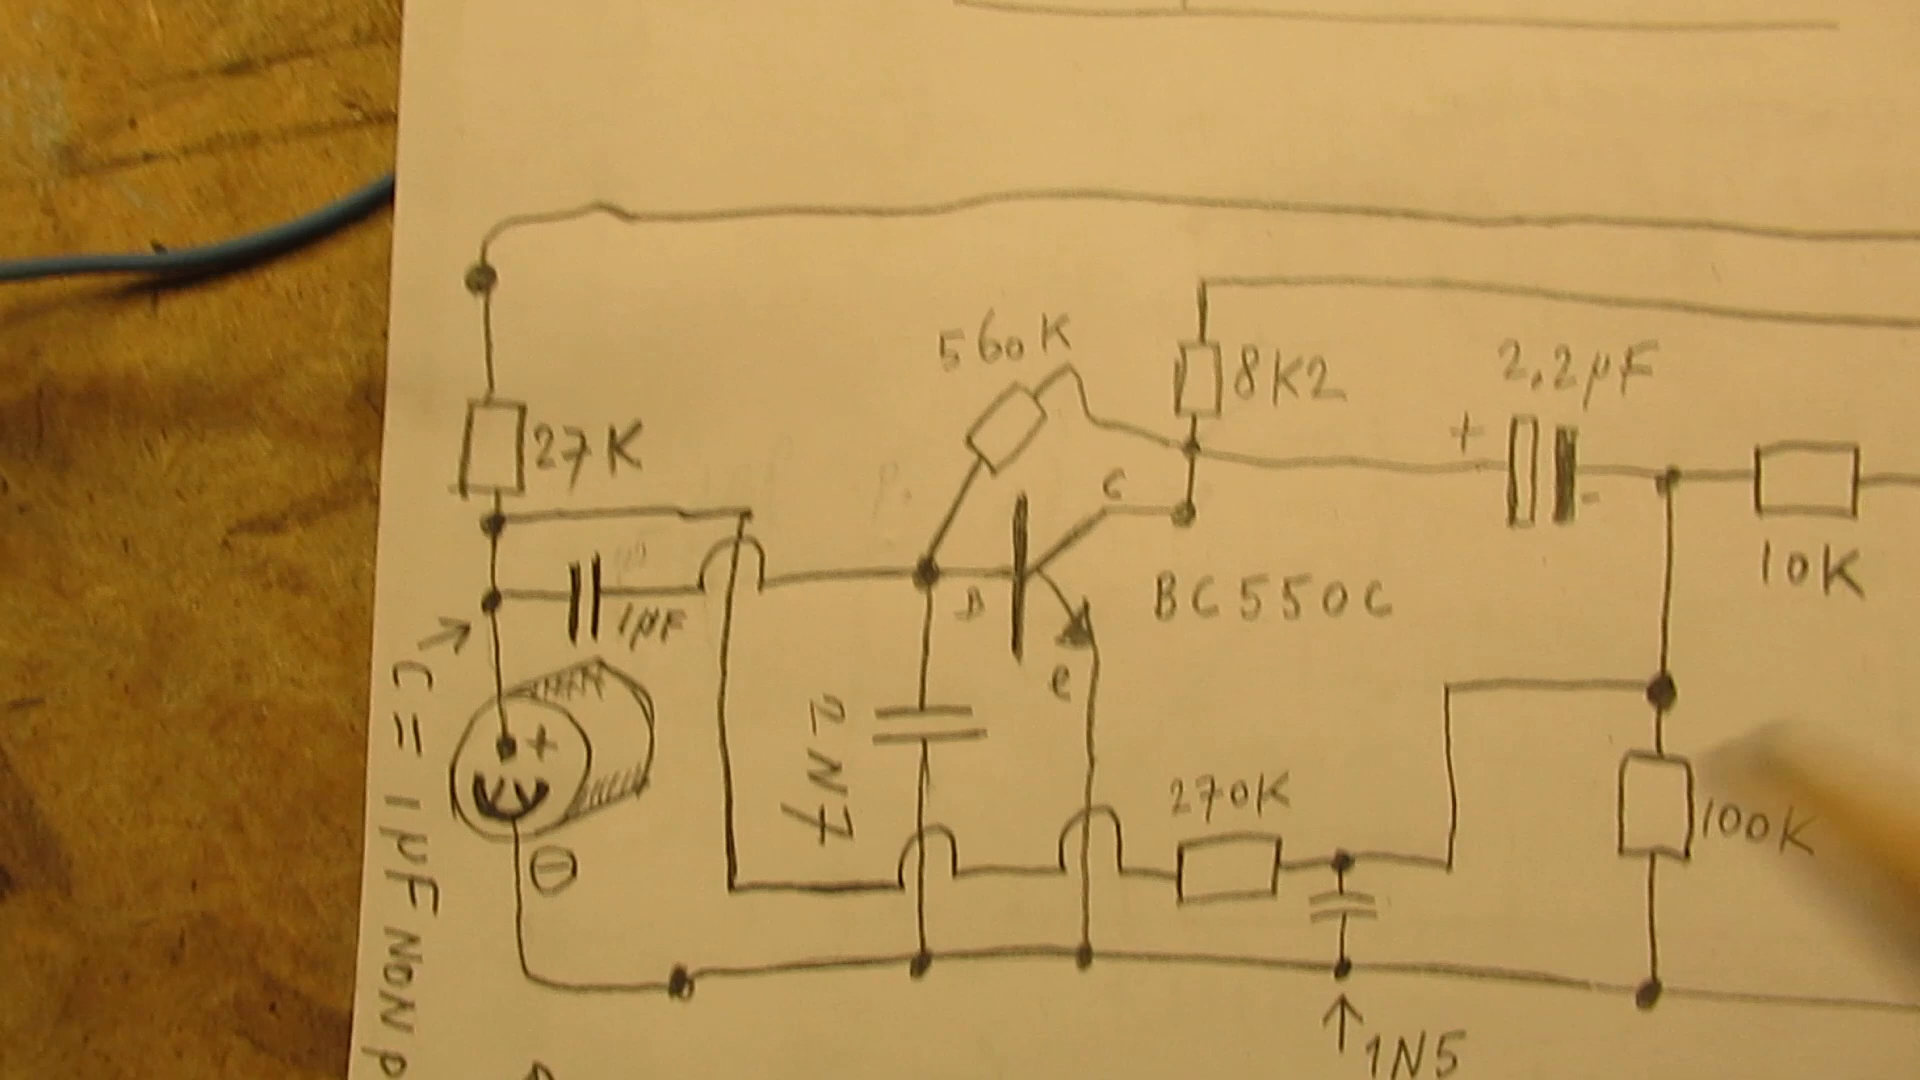 560K
8K2
2,2µF
+
-
27K
C
10K
1µF
B
BC550C
e
+
⊖
2N7
270K
100K
1N5
C = 1µF NON P